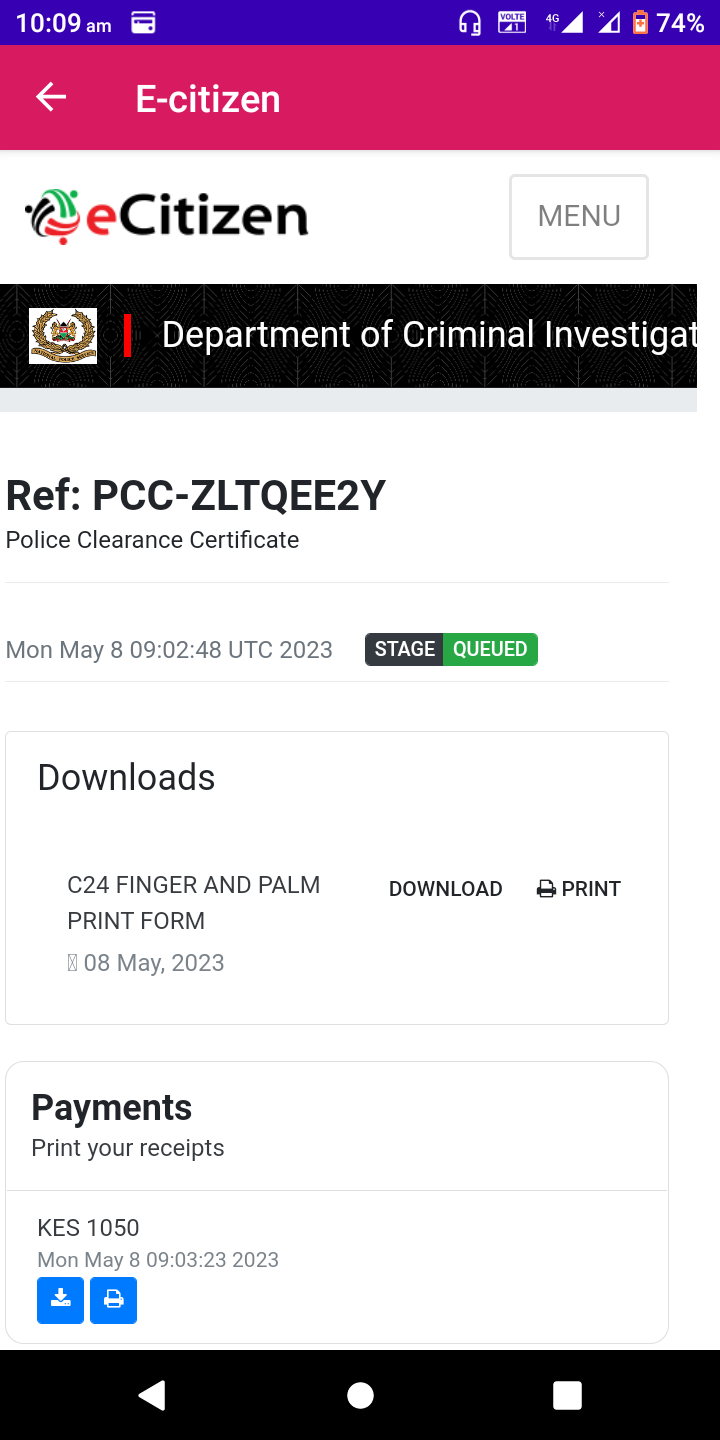 10:09 am
VOLTE 1 4G 74%
E-citizen
eCitizen
MENU
Department of Criminal Investigat
Ref: PCC-ZLTQEE2Y
Police Clearance Certificate
Mon May 8 09:02:48 UTC 2023
STAGE QUEUED
Downloads
C24 FINGER AND PALM
PRINT FORM
DOWNLOAD
PRINT
08 May, 2023
Payments
Print your receipts
KES 1050
Mon May 8 09:03:23 2023